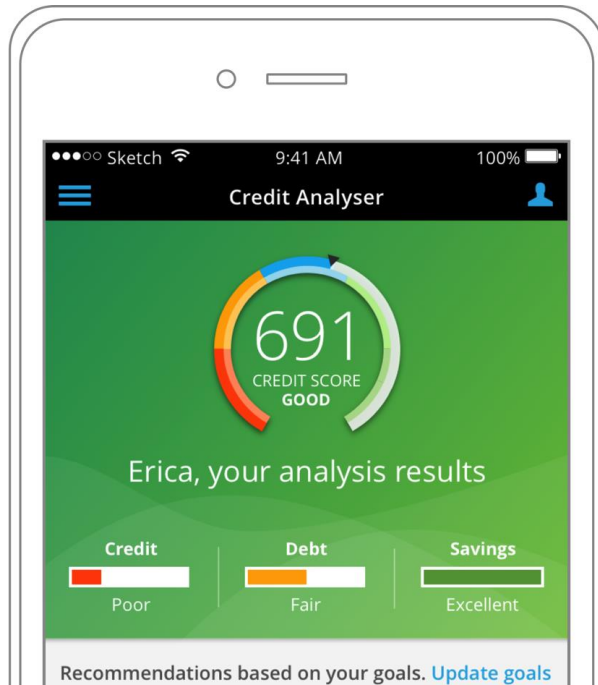 Sketch 9:41 AM 100%
Credit Analyser
691
CREDIT SCORE
GOOD
Erica, your analysis results
Credit Debt Savings
Poor Fair Excellent
Recommendations based on your goals. Update goals